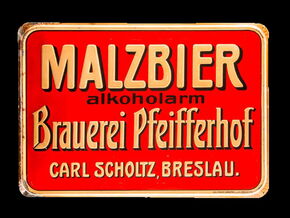 MALZBIER
alkoholarm
Brauerei Pfeifferhof
CARL SCHOLTZ, BRESLAU.